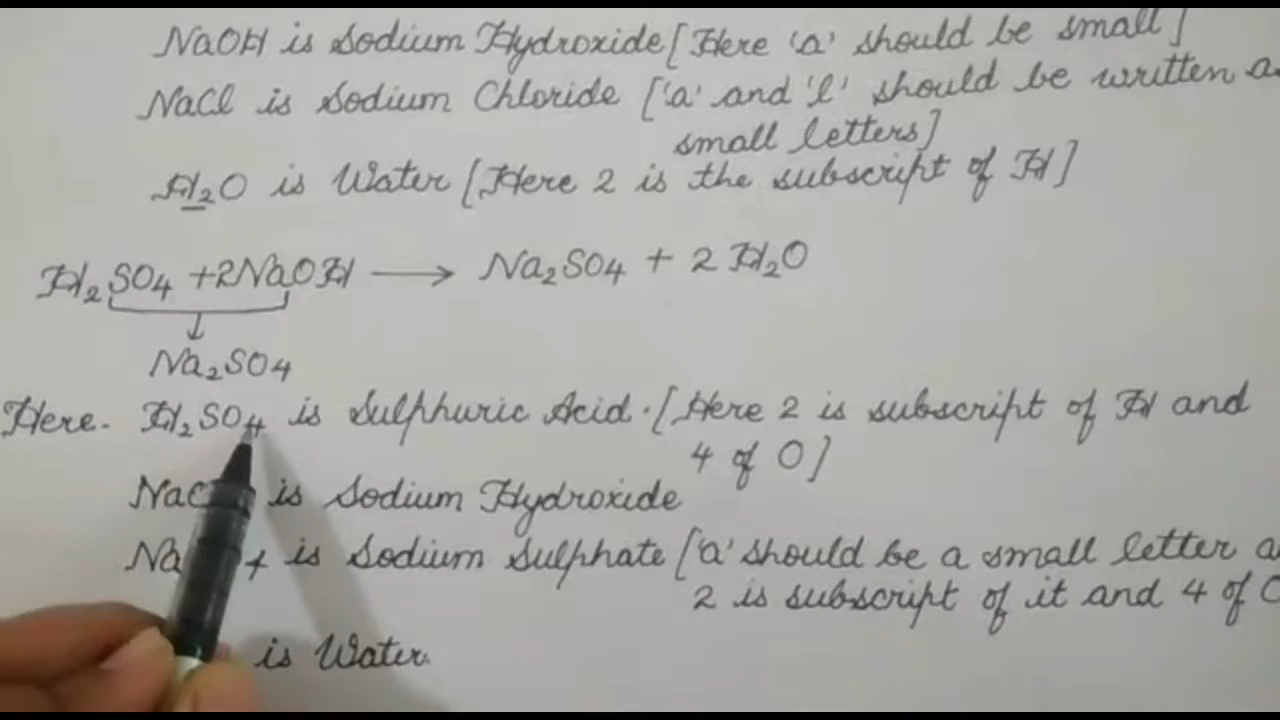 NaOH is Sodium Hydroxide [Here 'a' should be small]
NaCl is Sodium Chloride ['a' and 'l' should be written
small letters]
H₂O is Water [Here 2 is the subscript of H]
H₂SO₄ + 2NaOH → Na₂SO₄ + 2H₂O
Na₂SO₄
Here. H₂SO₄ is Sulphuric Acid. [Here 2 is subscript of H and
4 of O]
Na is Sodium Hydroxide
Na is Sodium Sulphate ['a' should be a small letter
2 is subscript of it and 4 of O
is Water.